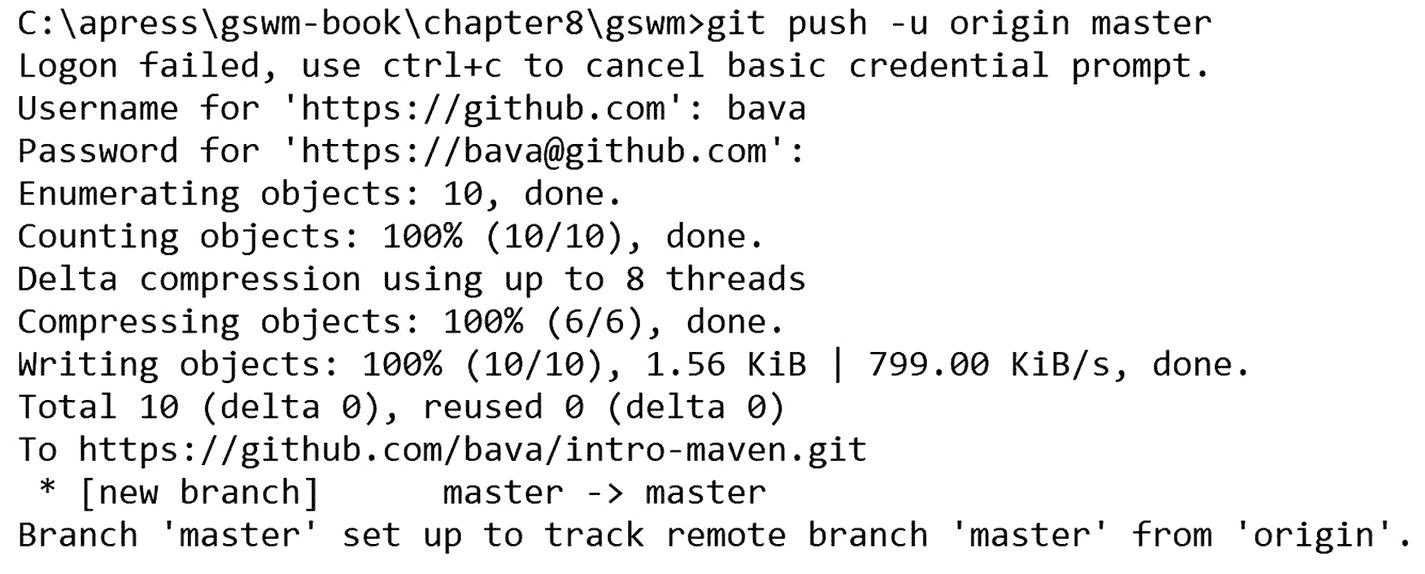 C:\apress\gswm-book\chapter8\gswm>git push -u origin master
Logon failed, use ctrl+c to cancel basic credential prompt.
Username for 'https://github.com': bava
Password for 'https://bava@github.com':
Enumerating objects: 10, done.
Counting objects: 100% (10/10), done.
Delta compression using up to 8 threads
Compressing objects: 100% (6/6), done.
Writing objects: 100% (10/10), 1.56 KiB | 799.00 KiB/s, done.
Total 10 (delta 0), reused 0 (delta 0)
To https://github.com/bava/intro-maven.git
 * [new branch]      master -> master
Branch 'master' set up to track remote branch 'master' from 'origin'.